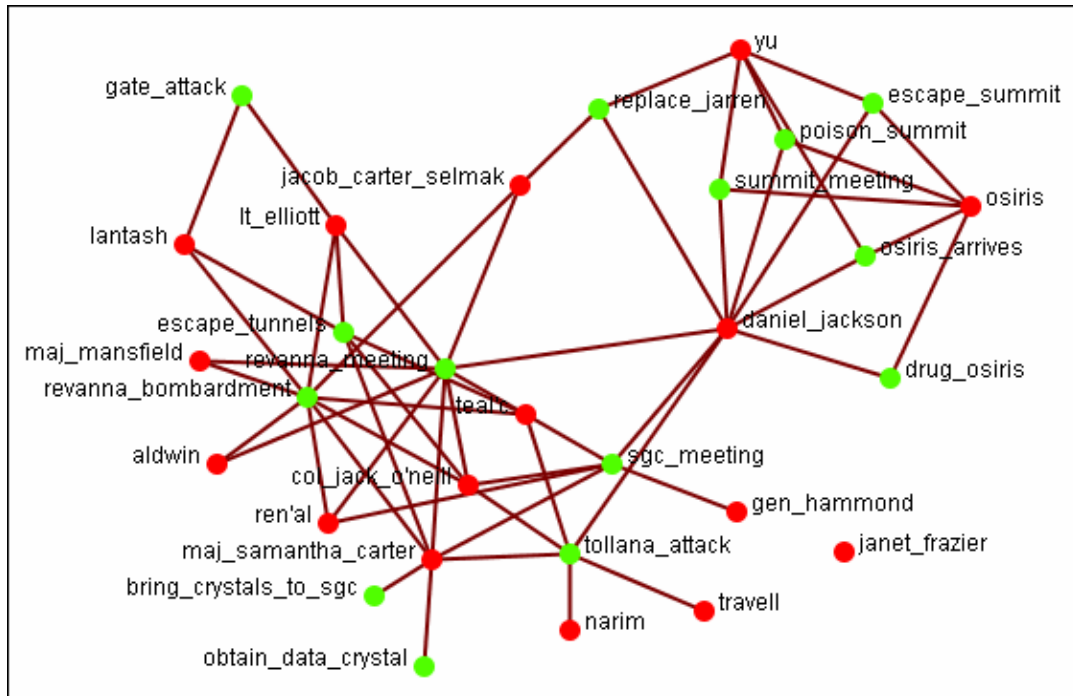 yu
gate_attack
replace_jarren
escape_summit
poison_summit
jacob_carter_selmak
summit_meeting
osiris
lt_elliott
lantash
osiris_arrives
escape_tunnels
daniel_jackson
maj_mansfield
revanna_meeting
revanna_bombardment
drug_osiris
teal'c
aldwin
sgc_meeting
col_jack_o'neill
ren'al
gen_hammond
maj_samantha_carter
tollana_attack
janet_frazier
bring_crystals_to_sgc
travell
narim
obtain_data_crystal